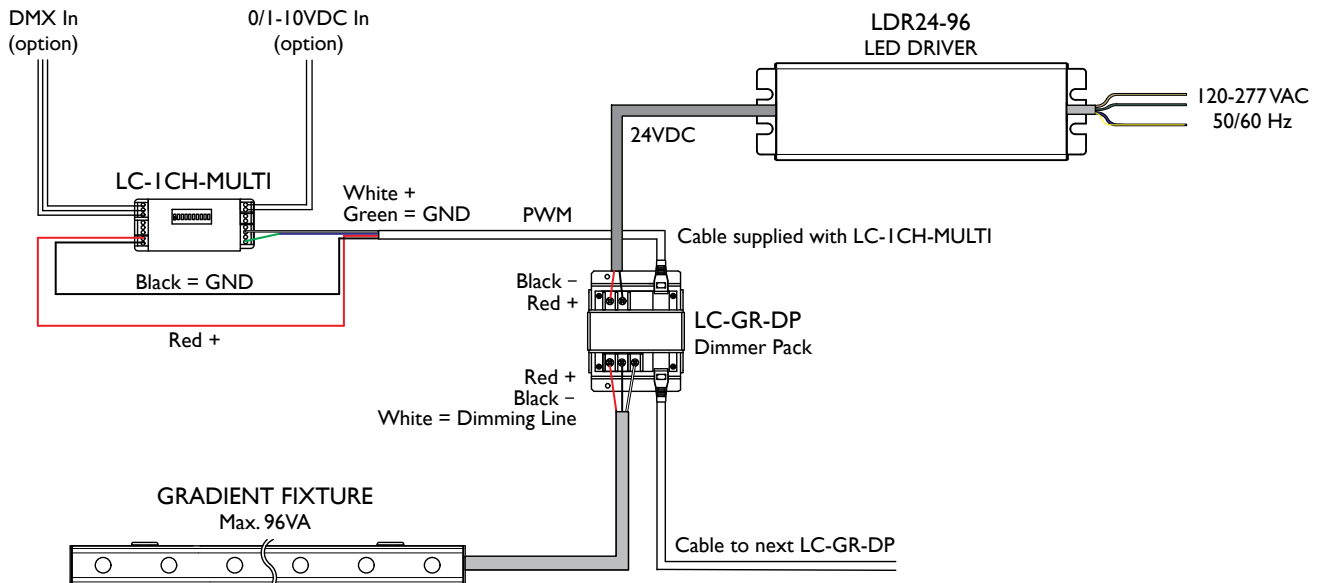 DMX In
(option)
0/1-10VDC In
(option)
LDR24-96
LED DRIVER
120-277 VAC
50/60 Hz
24VDC
LC-1CH-MULTI
White +
Green = GND
PWM
Cable supplied with LC-1CH-MULTI
Black = GND
Red +
Black –
Red +
LC-GR-DP
Dimmer Pack
Red +
Black –
White = Dimming Line
GRADIENT FIXTURE
Max. 96VA
Cable to next LC-GR-DP